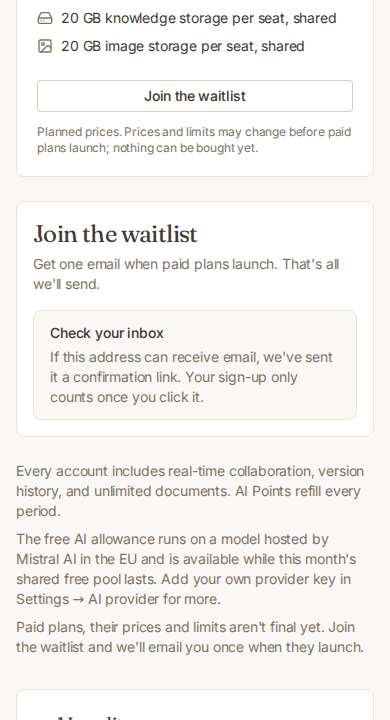 20 GB knowledge storage per seat, shared
20 GB image storage per seat, shared
Join the waitlist
Planned prices. Prices and limits may change before paid
plans launch; nothing can be bought yet.
Join the waitlist
Get one email when paid plans launch. That's all
we'll send.
Check your inbox
If this address can receive email, we've sent
it a confirmation link. Your sign-up only
counts once you click it.
Every account includes real-time collaboration, version
history, and unlimited documents. AI Points refill every
period.
The free AI allowance runs on a model hosted by
Mistral AI in the EU and is available while this month's
shared free pool lasts. Add your own provider key in
Settings → AI provider for more.
Paid plans, their prices and limits aren't final yet. Join
the waitlist and we'll email you once when they launch.